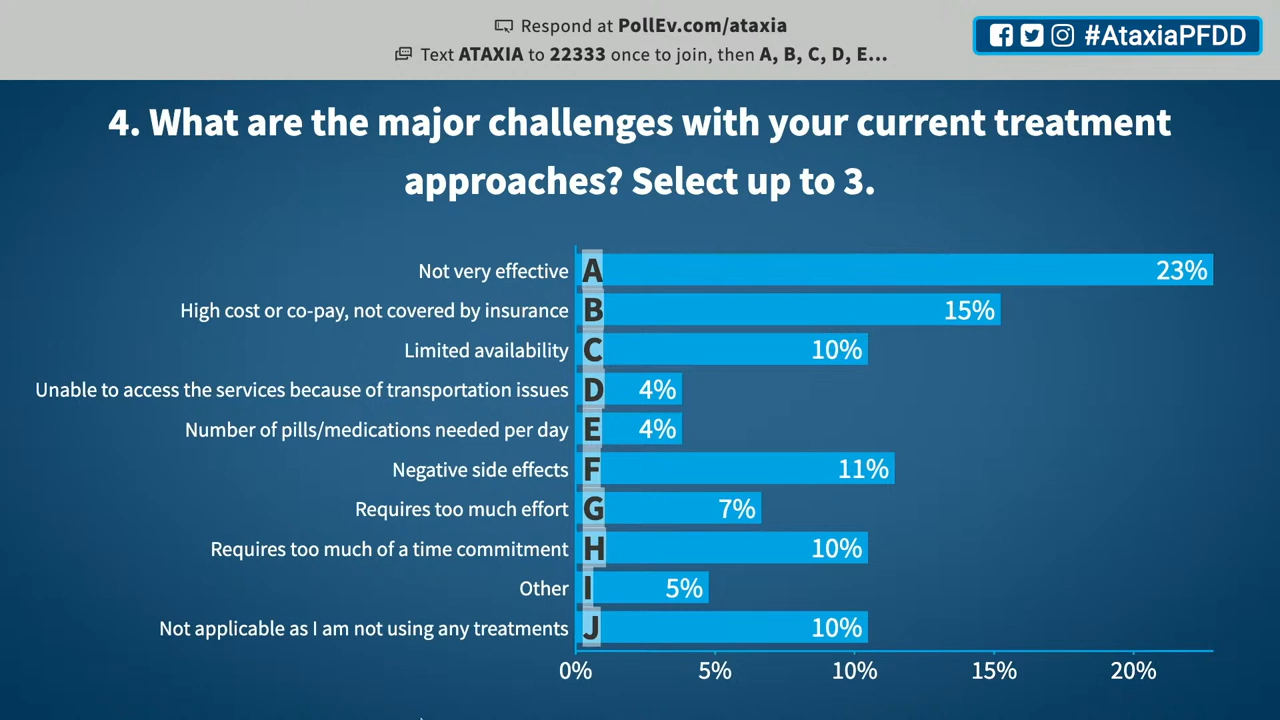 Respond at PollEv.com/ataxia
Text ATAXIA to 22333 once to join, then A, B, C, D, E...
#AtaxiaPFDD
4. What are the major challenges with your current treatment
approaches? Select up to 3.
Not very effective A 23%
High cost or co-pay, not covered by insurance B 15%
Limited availability C 10%
Unable to access the services because of transportation issues D 4%
Number of pills/medications needed per day E 4%
Negative side effects F 11%
Requires too much effort G 7%
Requires too much of a time commitment H 10%
Other I 5%
Not applicable as I am not using any treatments J 10%
0% 5% 10% 15% 20%